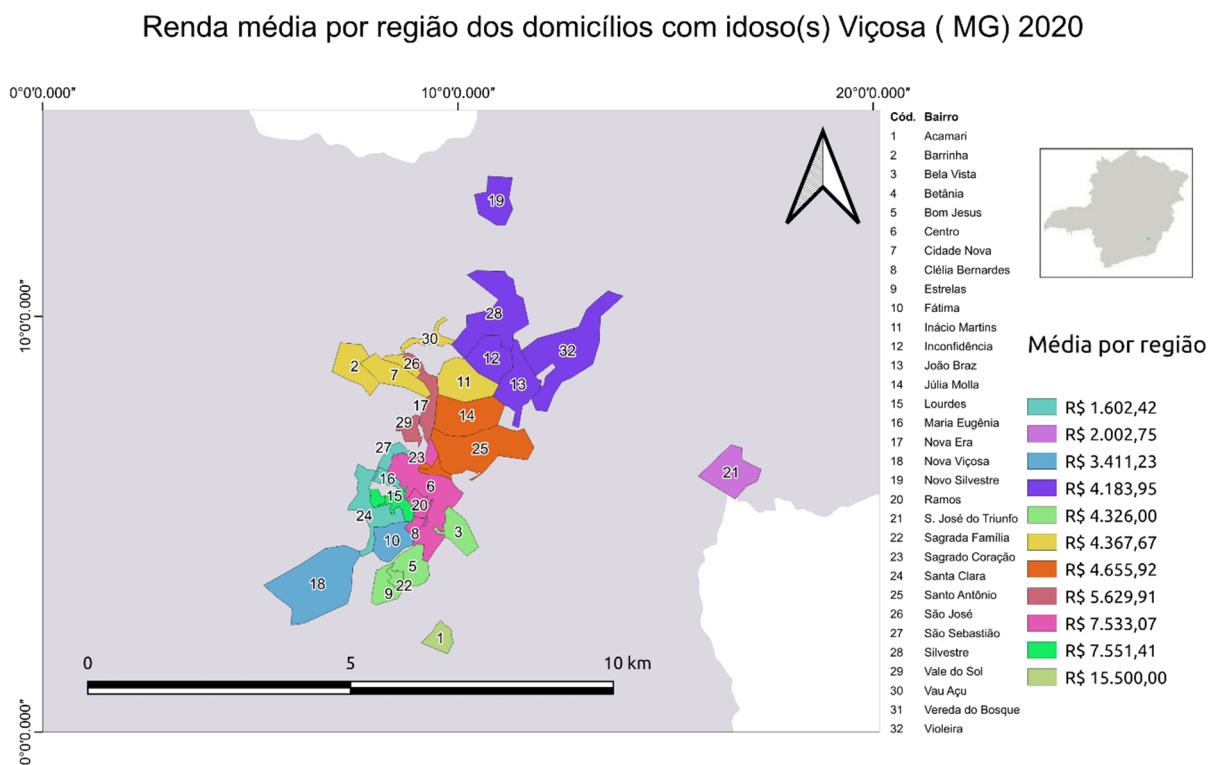 Renda média por região dos domicílios com idoso(s) Viçosa ( MG) 2020
0°0'0.000" 10°0'0.000" 20°0'0.000"
10°0'0.000"
0°0'0.000"
Cód. Bairro
1 Acamari
2 Barrinha
3 Bela Vista
4 Betânia
5 Bom Jesus
6 Centro
7 Cidade Nova
8 Clélia Bernardes
9 Estrelas
10 Fátima
11 Inácio Martins
12 Inconfidência
13 João Braz
14 Júlia Molla
15 Lourdes
16 Maria Eugênia
17 Nova Era
18 Nova Viçosa
19 Novo Silvestre
20 Ramos
21 S. José do Triunfo
22 Sagrada Família
23 Sagrado Coração
24 Santa Clara
25 Santo Antônio
26 São José
27 São Sebastião
28 Silvestre
29 Vale do Sol
30 Vau Açu
31 Vereda do Bosque
32 Violeira
Média por região
R$ 1.602,42
R$ 2.002,75
R$ 3.411,23
R$ 4.183,95
R$ 4.326,00
R$ 4.367,67
R$ 4.655,92
R$ 5.629,91
R$ 7.533,07
R$ 7.551,41
R$ 15.500,00
19
28
30
32
12
26
2
7
11
13
17
14
29
25
27
23
21
16
6
15
20
24
3
8
10
5
18
22
9
1
0 5 10 km